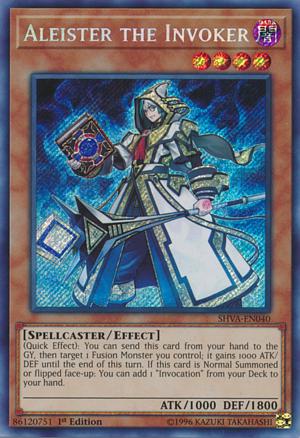 ALEISTER THE INVOKER
SHVA-EN040
[SPELLCASTER/EFFECT]
(Quick Effect): You can send this card from your hand to the
GY, then target 1 Fusion Monster you control; it gains 1000 ATK/
DEF until the end of this turn. If this card is Normal Summoned
or flipped face-up: You can add 1 "Invocation" from your Deck to
your hand.
ATK/1000 DEF/1800
86120751 1st Edition ©1996 KAZUKI TAKAHASHI